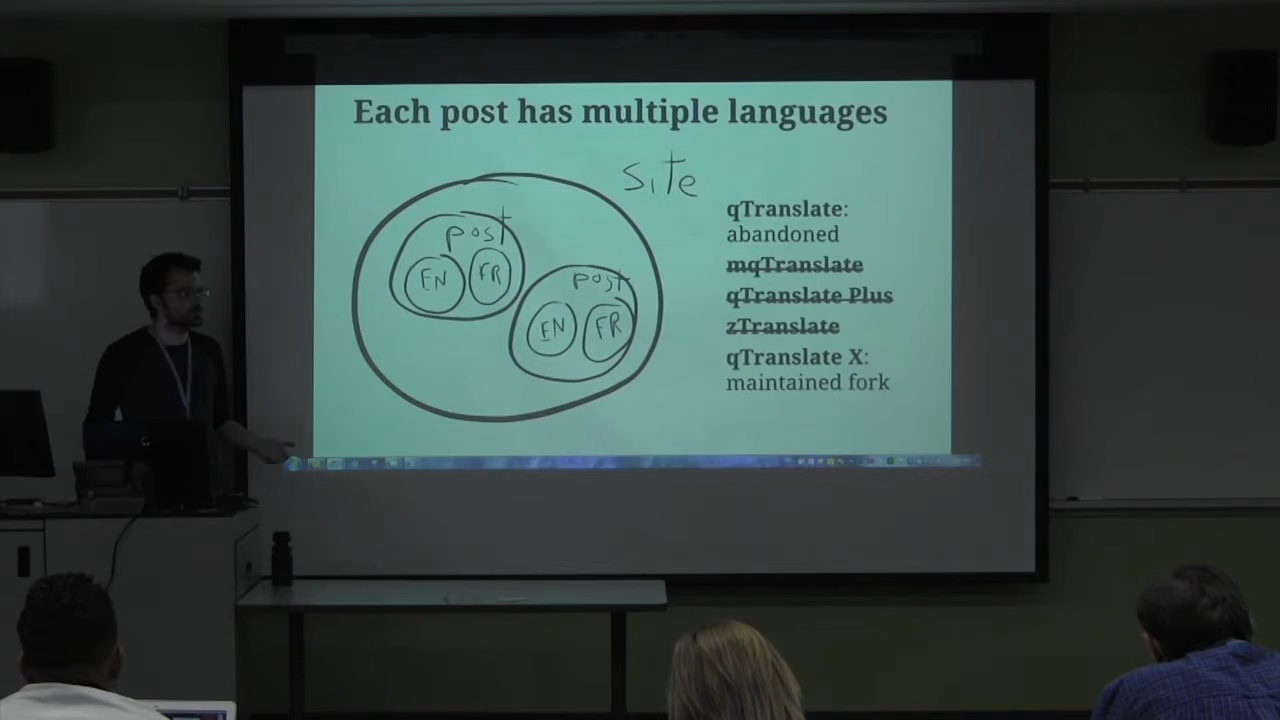 Each post has multiple languages
site
post
EN FR
post
EN FR
qTranslate:
abandoned
mqTranslate
qTranslate Plus
zTranslate
qTranslate X:
maintained fork